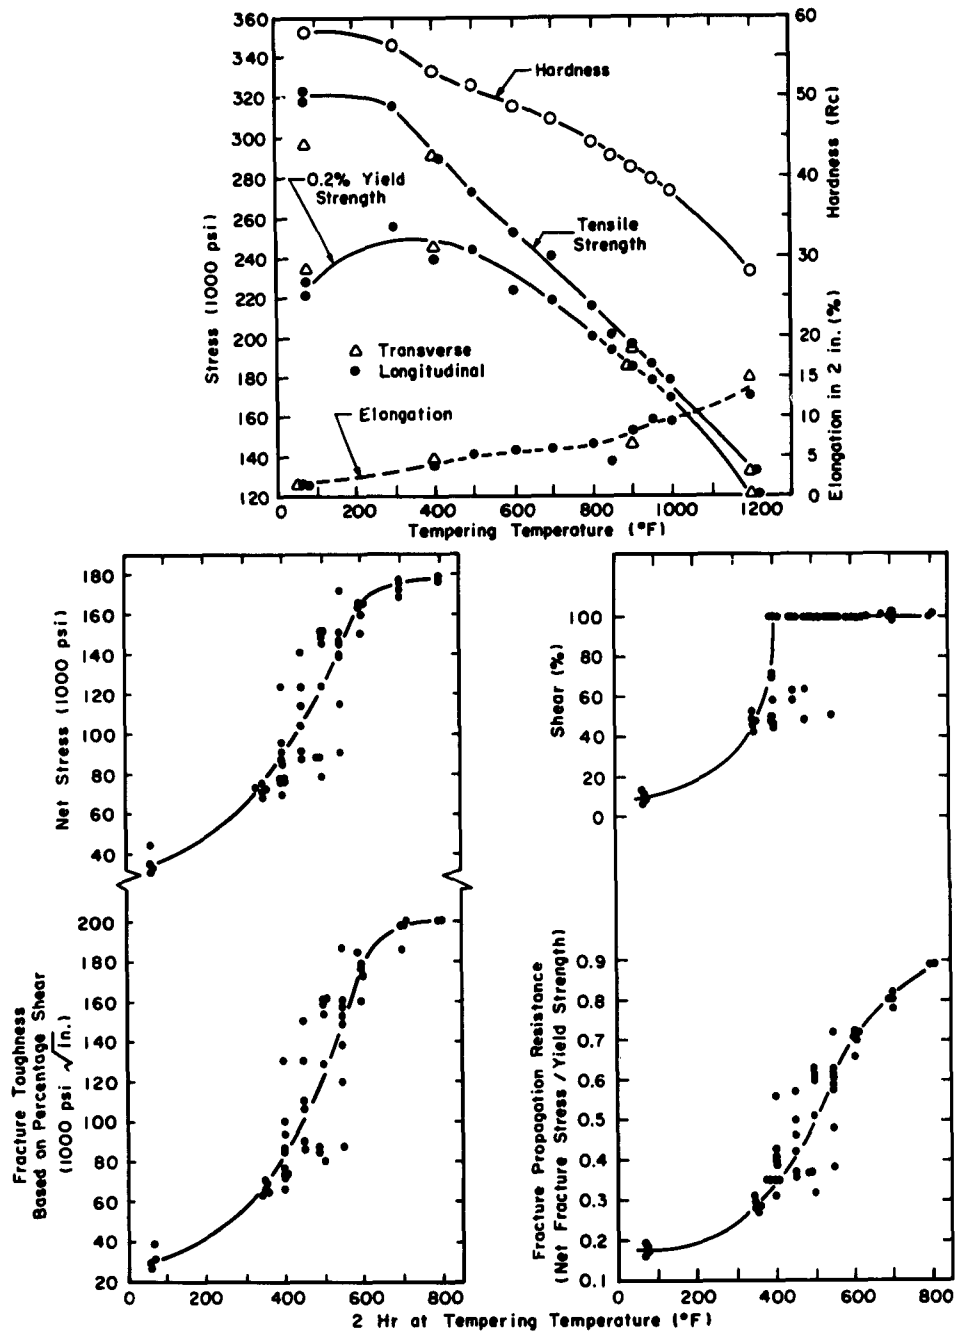 360
340
320
300
280
260
240
220
200
180
160
140
120
Stress (1000 psi)
60
50
40
30
20
15
10
5
0
Hardness (Rc)
Elongation in 2 in. (%)
Hardness
0.2% Yield
Strength
Tensile
Strength
△ Transverse
● Longitudinal
Elongation
0 200 400 600 800 1000 1200
Tempering Temperature (°F)
180
160
140
120
100
80
60
40
Net Stress (1000 psi)
100
80
60
40
20
0
Shear (%)
200
180
160
140
120
100
80
60
40
20
Fracture Toughness
Based on Percentage Shear
(1000 psi √in.)
0.9
0.8
0.7
0.6
0.5
0.4
0.3
0.2
0.1
Fracture Propagation Resistance
(Net Fracture Stress / Yield Strength)
0 200 400 600 800
0 200 400 600 800
2 Hr at Tempering Temperature (°F)